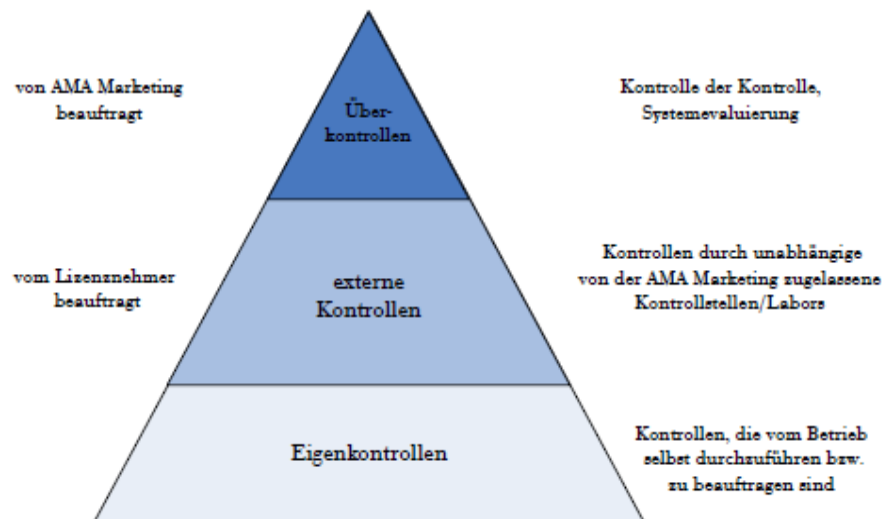 von AMA Marketing
beauftragt
Über-
kontrollen
Kontrolle der Kontrolle,
Systemevaluierung
vom Lizenznehmer
beauftragt
externe
Kontrollen
Kontrollen durch unabhängige
von der AMA Marketing zugelassene
Kontrollstellen/Labors
Eigenkontrollen
Kontrollen, die vom Betrieb
selbst durchzuführen bzw.
zu beauftragen sind